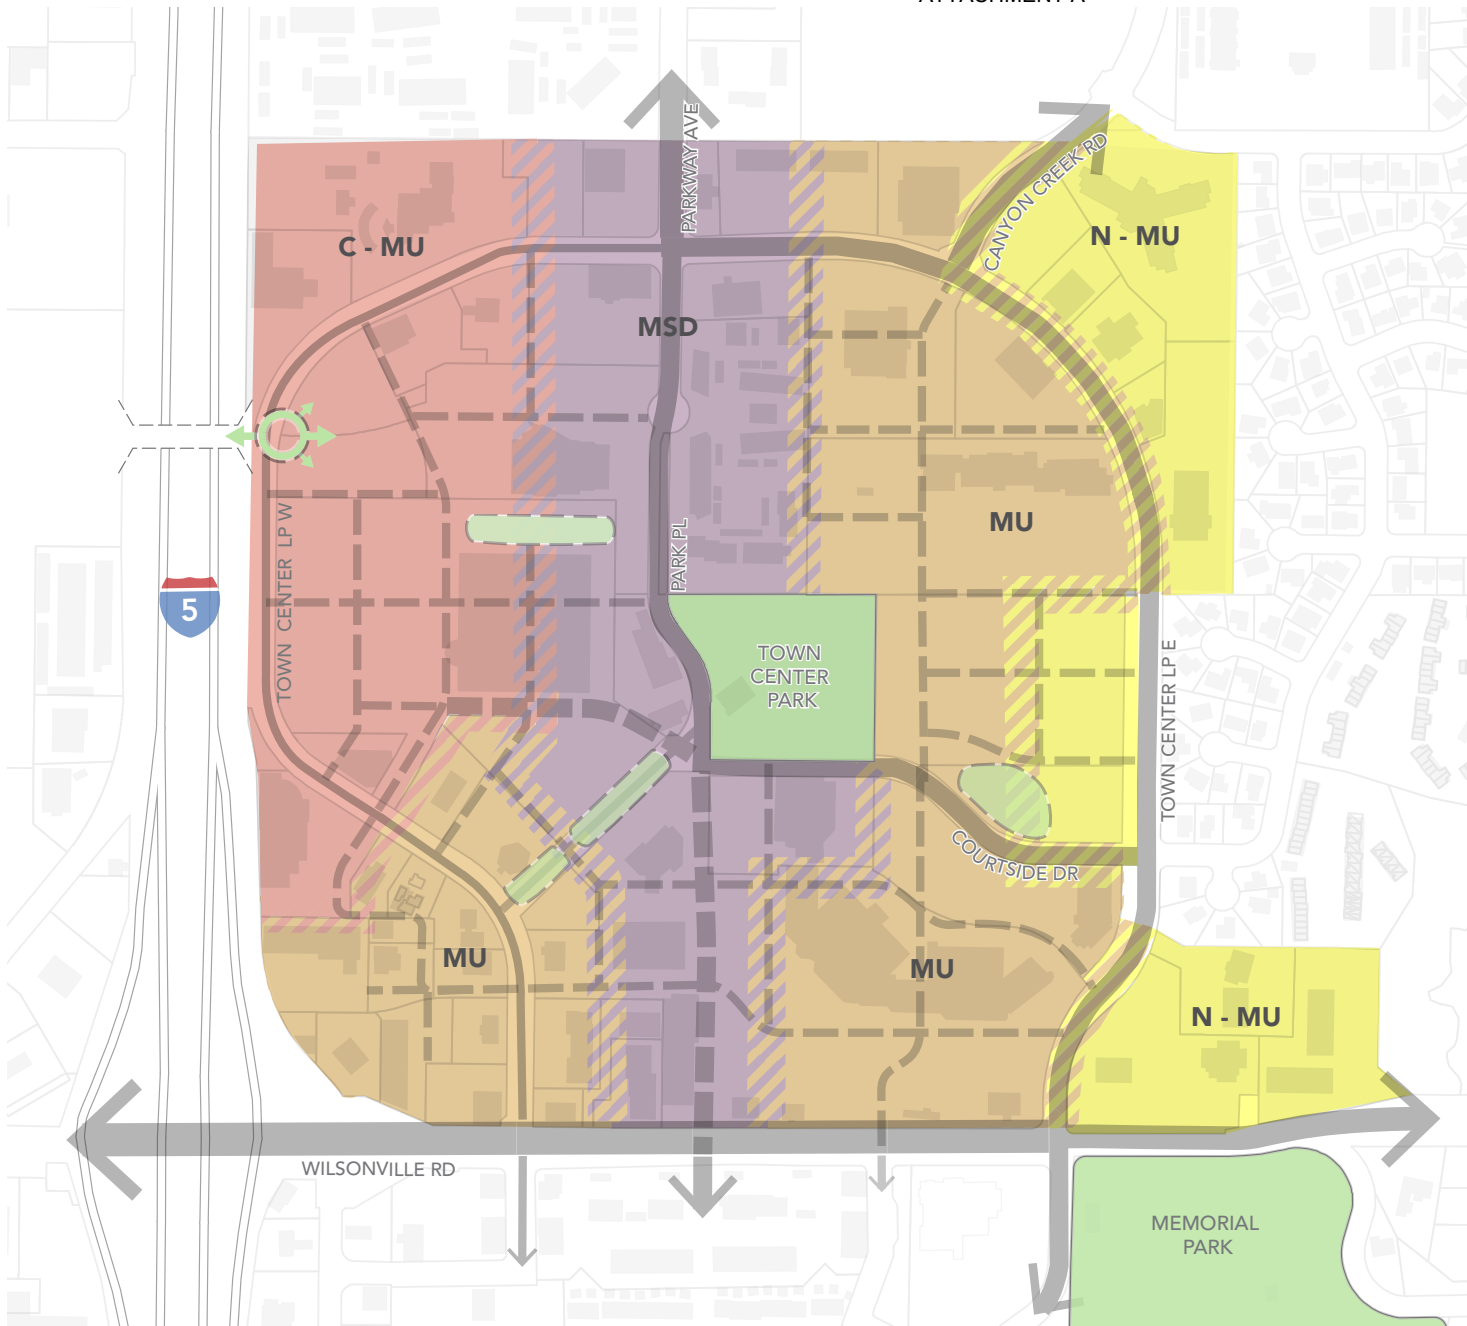 ATTACHMENT A
PARKWAY AVE
CANYON CREEK RD
C - MU
N - MU
MSD
MU
TOWN CENTER LP W
PARK PL
5
TOWN
CENTER
PARK
TOWN CENTER LP E
COURTSIDE DR
MU
MU
N - MU
WILSONVILLE RD
MEMORIAL
PARK